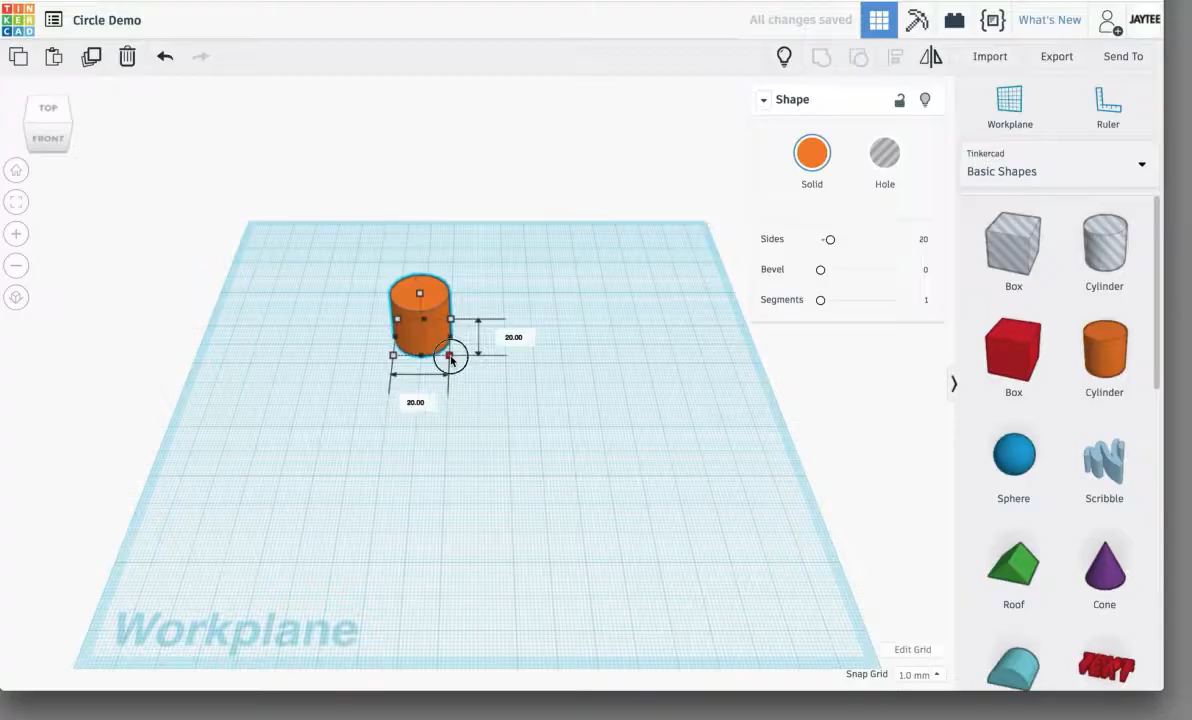 TIN
KER
CAD
Circle Demo
All changes saved
What's New
JAYTEE
Import
Export
Send To
TOP
FRONT
Shape
Solid
Hole
Sides
20
Bevel
0
Segments
1
Workplane
Ruler
Tinkercad
Basic Shapes
Box
Cylinder
Box
Cylinder
Sphere
Scribble
Roof
Cone
TEXT
20.00
20.00
Workplane
Edit Grid
Snap Grid
1.0 mm